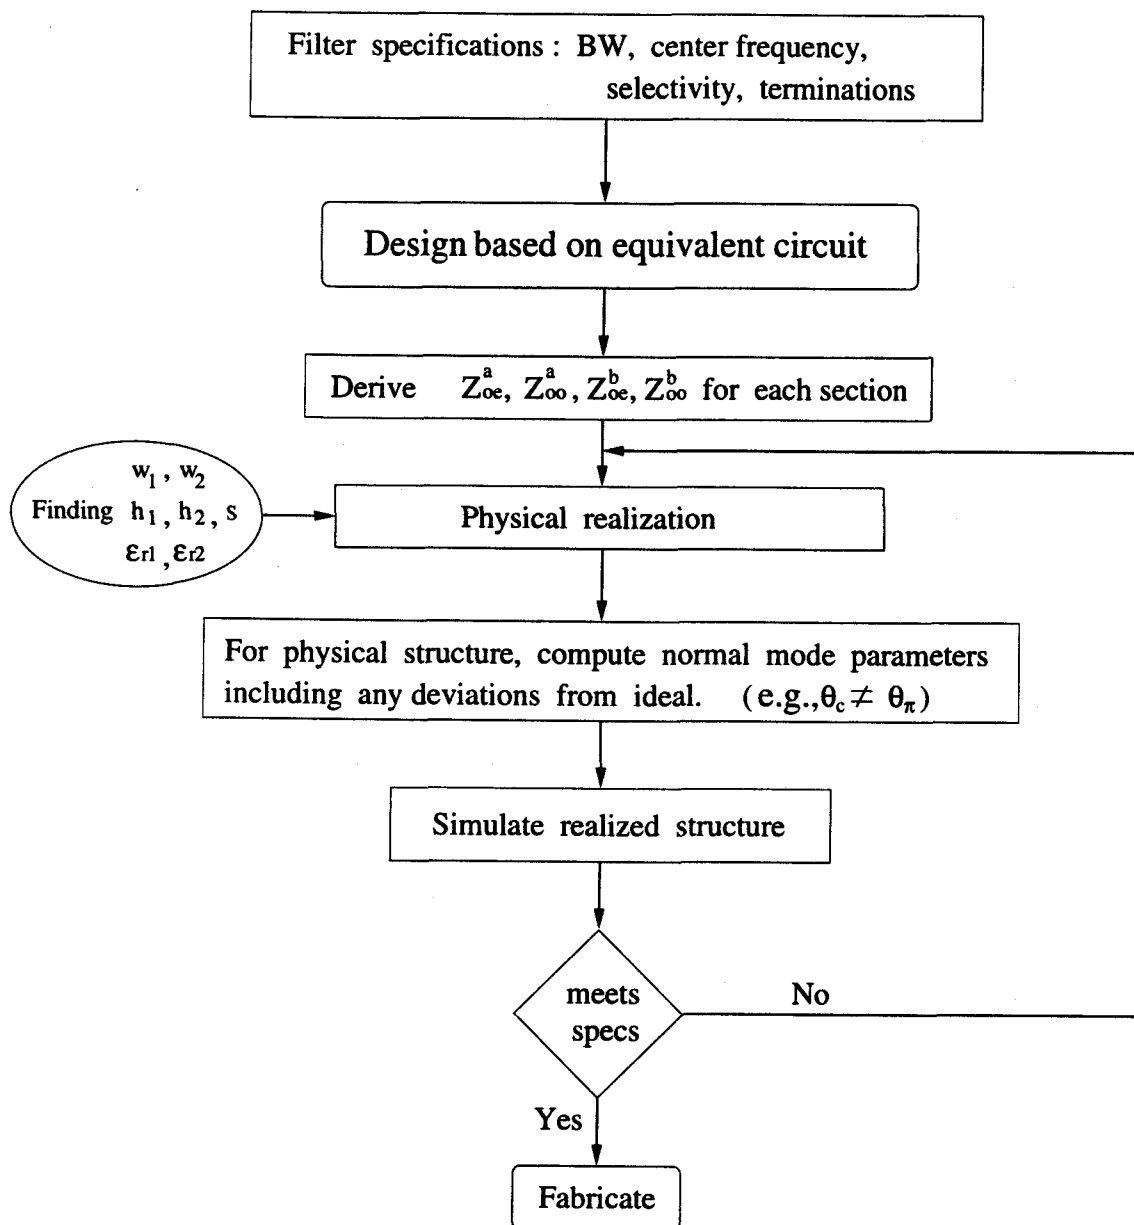 Filter specifications : BW, center frequency,
selectivity, terminations
Design based on equivalent circuit
Derive Z^a_oe, Z^a_oo, Z^b_oe, Z^b_oo for each section
w₁, w₂
Finding h₁, h₂, s
εr1, εr2
Physical realization
For physical structure, compute normal mode parameters
including any deviations from ideal. (e.g.,θ_c ≠ θ_π)
Simulate realized structure
meets
specs
No
Yes
Fabricate